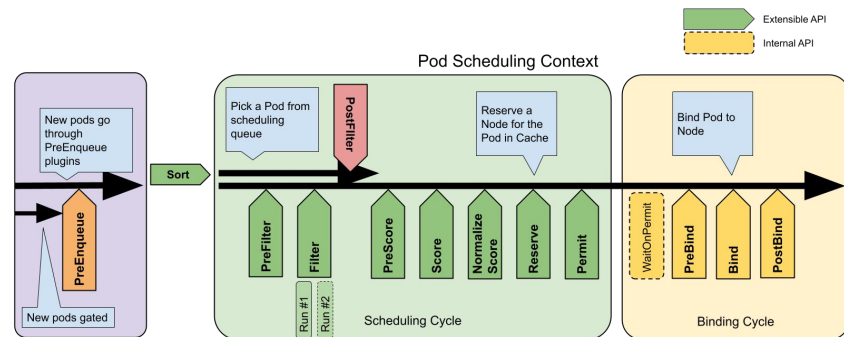 Extensible API
Internal API
Pod Scheduling Context
New pods go
through
PreEnqueue
plugins
Sort
Pick a Pod from
scheduling
queue
PostFilter
Reserve a
Node for the
Pod in Cache
Bind Pod to
Node
PreEnqueue
New pods gated
PreFilter
Filter
PreScore
Score
Normalize
Score
Reserve
Permit
WaitOnPermit
PreBind
Bind
PostBind
Run #1
Run #2
Scheduling Cycle
Binding Cycle